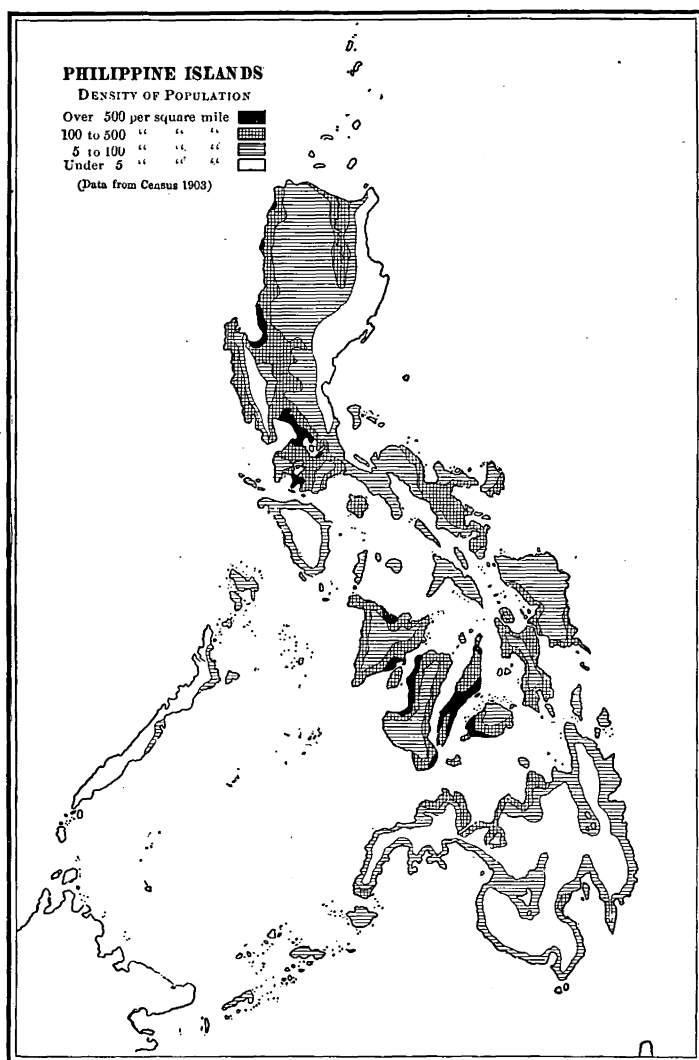 PHILIPPINE ISLANDS
DENSITY OF POPULATION
Over 500 per square mile
100 to 500 “ “ “
5 to 100 “ “ “
Under 5 “ “ “
(Data from Census 1903)